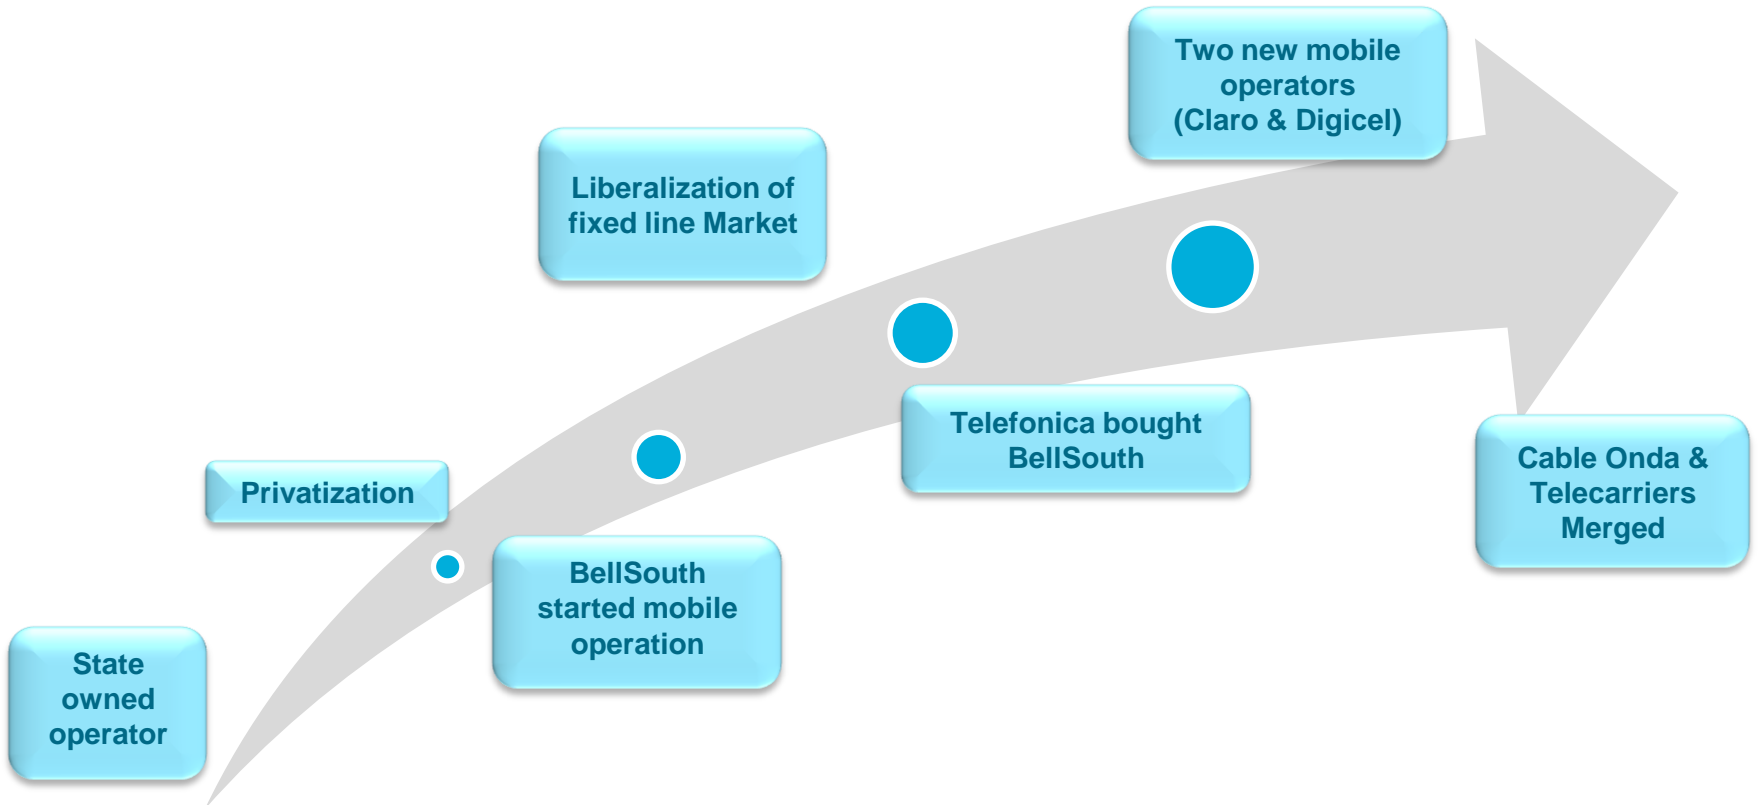 Two new mobile
operators
(Claro & Digicel)
Liberalization of
fixed line Market
Telefonica bought
BellSouth
Cable Onda &
Telecarriers
Merged
Privatization
BellSouth
started mobile
operation
State
owned
operator